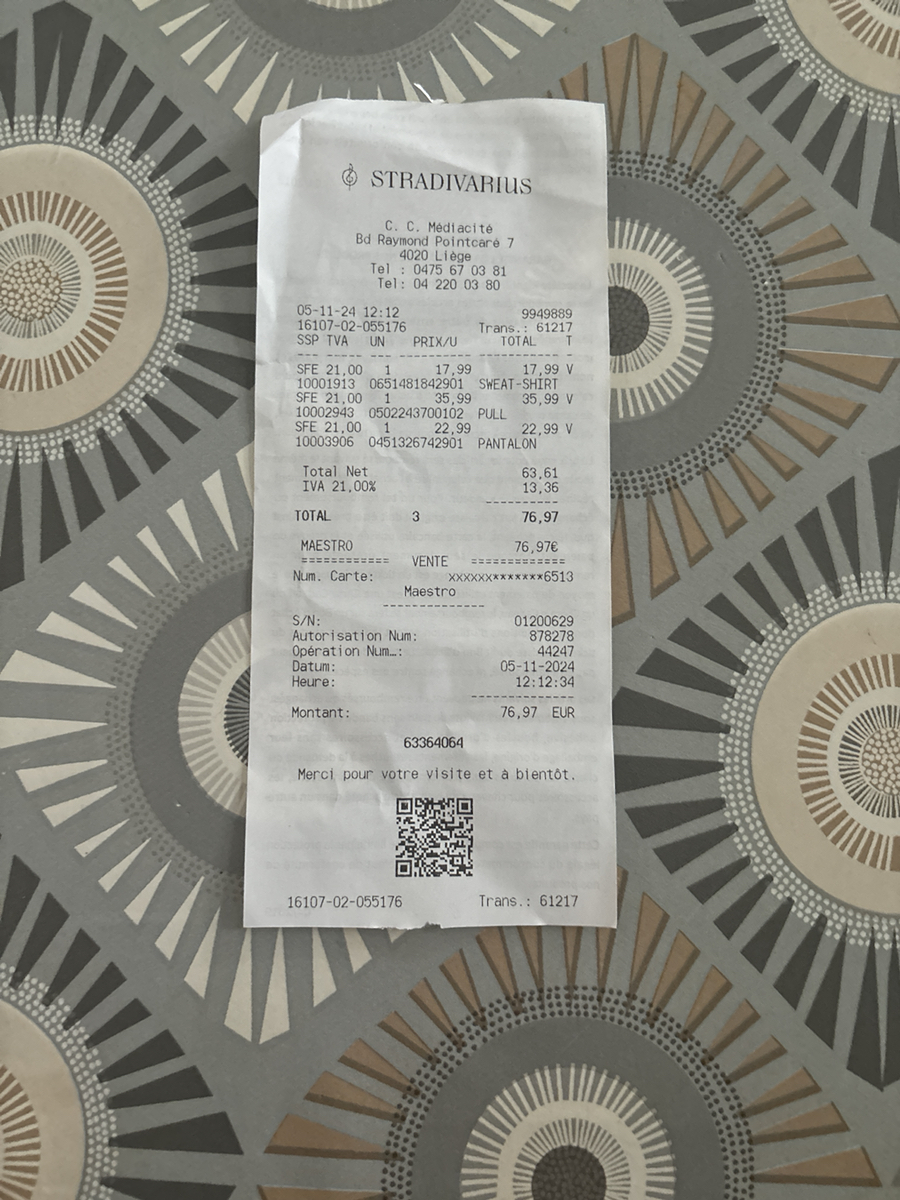 STRADIVARIUS
C. C. Médiacité
Bd Raymond Pointcaré 7
4020 Liège
Tel : 0475 67 03 81
Tel: 04 220 03 80
05-11-24 12:12 9949889
16107-02-055176 Trans.: 61217
SSP TVA UN PRIX/U TOTAL T
--- --- --- ---------- --------- -
SFE 21,00 1 17,99 17,99 V
10001913 0651481842901 SWEAT-SHIRT
SFE 21,00 1 35,99 35,99 V
10002943 0502243700102 PULL
SFE 21,00 1 22,99 22,99 V
10003906 0451326742901 PANTALON
Total Net 63,61
IVA 21,00% 13,36
----------
TOTAL 3 76,97
MAESTRO 76,97€
============ VENTE ============
Num. Carte: xxxxxx*******6513
Maestro
--------------
S/N: 01200629
Autorisation Num: 878278
Opération Num…: 44247
Datum: 05-11-2024
Heure: 12:12:34
--------------
Montant: 76,97 EUR
63364064
Merci pour votre visite et à bientôt.
16107-02-055176 Trans.: 61217